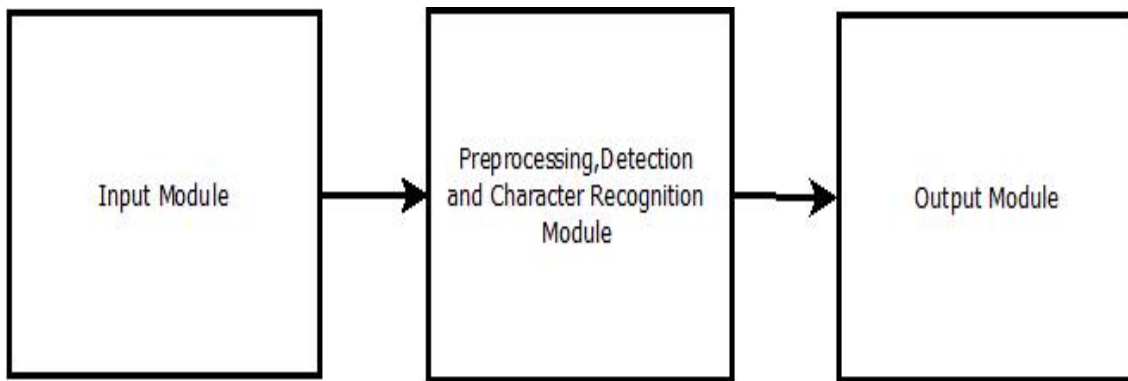 Input Module
Preprocessing,Detection
and Character Recognition
Module
Output Module